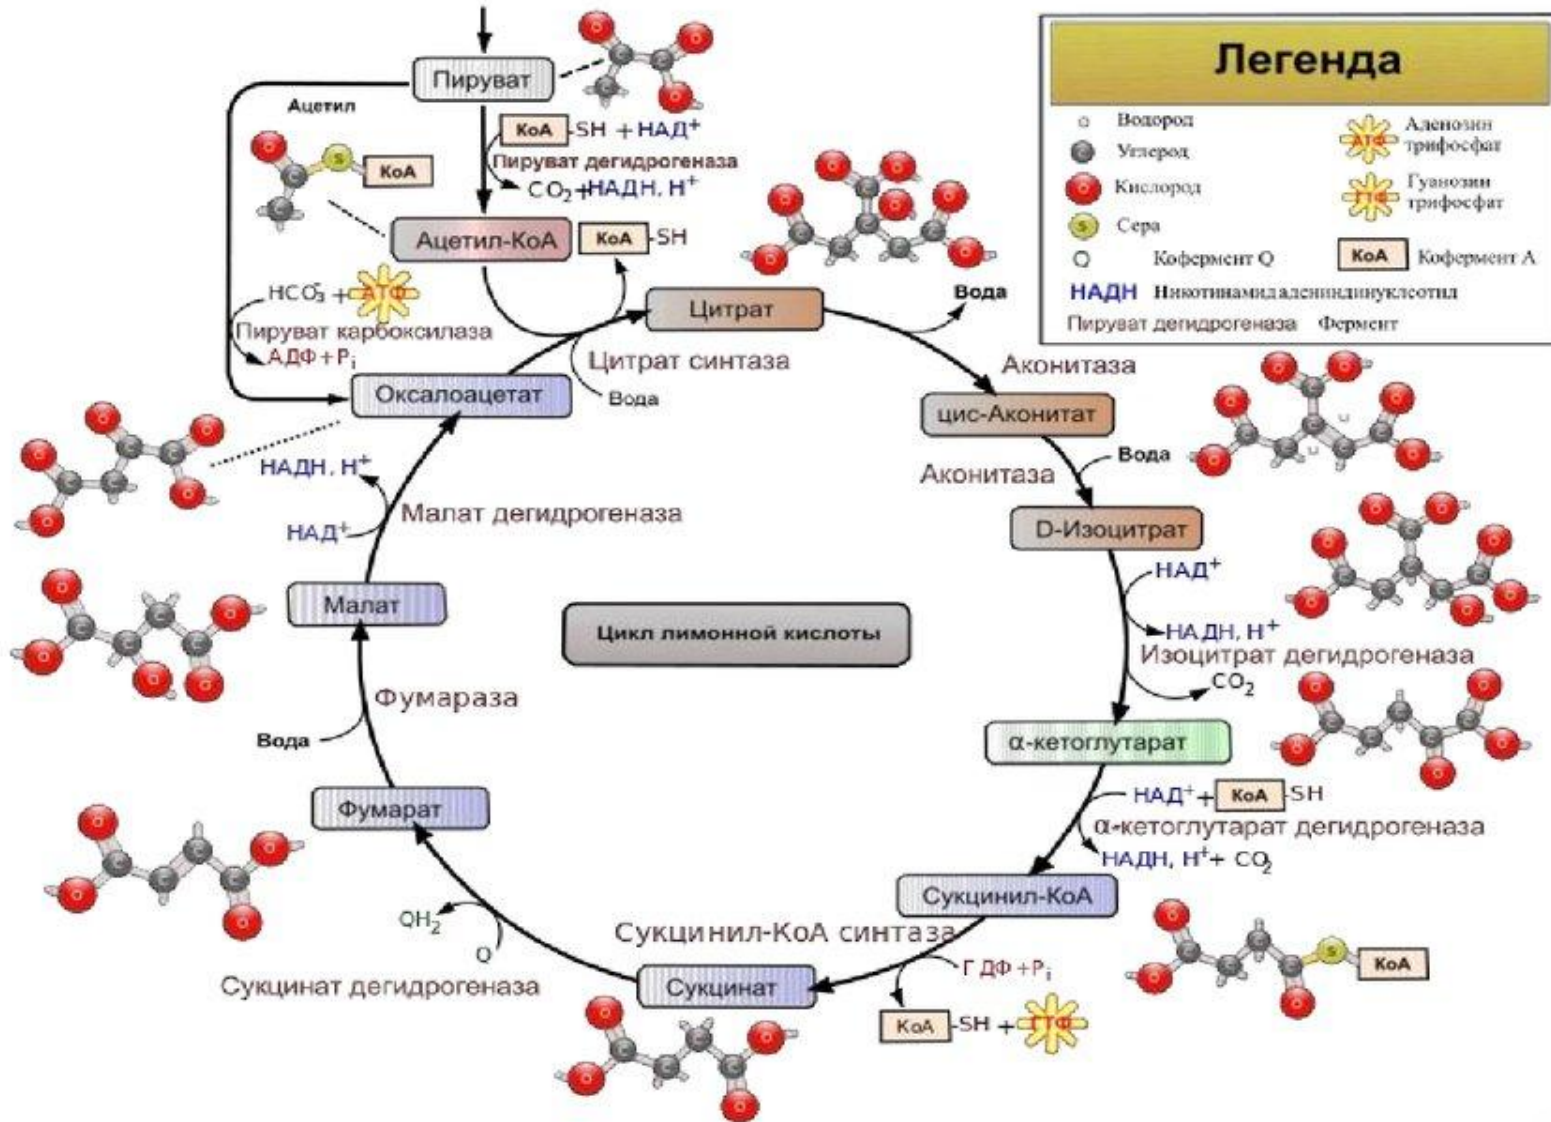 Пируват
Ацетил
КоА
КоА -SH + НАД⁺
Пируват дегидрогеназа
CO₂+НАДН, H⁺
Ацетил-КоА
КоА -SH
HCO₃⁻ + АТФ
Пируват карбоксилаза
АДФ+Pᵢ
Оксалоацетат
Цитрат
Цитрат синтаза
Вода
Вода
Аконитаза
цис-Аконитат
Аконитаза
Вода
D-Изоцитрат
НАД⁺
НАДН, H⁺
Изоцитрат дегидрогеназа
CO₂
α-кетоглутарат
НАД⁺+ КоА -SH
α-кетоглутарат дегидрогеназа
НАДН, H⁺+ CO₂
Сукцинил-КоА
КоА
Сукцинил-КоА синтаза
ГДФ+Pᵢ
КоА -SH + ГТФ
Сукцинат
QH₂
Q
Сукцинат дегидрогеназа
Фумарат
Вода
Фумараза
Малат
НАД⁺
НАДН, H⁺
Малат дегидрогеназа
Цикл лимонной кислоты
Легенда
Водород
Углерод
Кислород
S Сера
Кофермент Q
АТФ Аденозин
трифосфат
ГТФ Гуанозин
трифосфат
КоА Кофермент А
НАДН Никотинамидадениндинуклеотид
Пируват дегидрогеназа Фермент